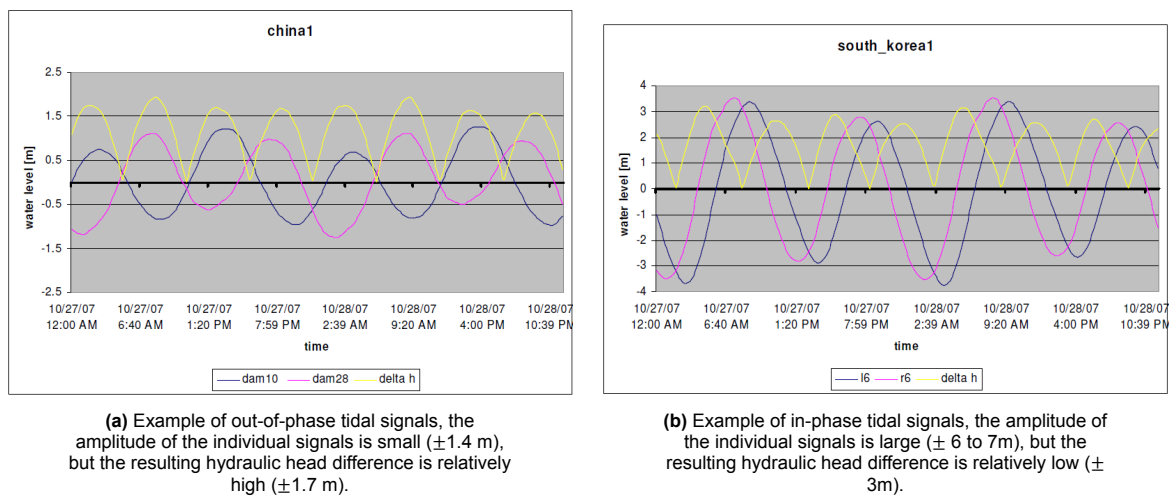 china1
water level [m]
2.5
1.5
0.5
-0.5
-1.5
-2.5
10/27/07 10/27/07 10/27/07 10/27/07 10/28/07 10/28/07 10/28/07 10/28/07
12:00 AM 6:40 AM 1:20 PM 7:59 PM 2:39 AM 9:20 AM 4:00 PM 10:39 PM
time
dam10 dam28 delta h
(a) Example of out-of-phase tidal signals, the
amplitude of the individual signals is small (±1.4 m),
but the resulting hydraulic head difference is relatively
high (±1.7 m).
south_korea1
water level [m]
4
3
2
1
0
-1
-2
-3
-4
10/27/07 10/27/07 10/27/07 10/27/07 10/28/07 10/28/07 10/28/07 10/28/07
12:00 AM 6:40 AM 1:20 PM 7:59 PM 2:39 AM 9:20 AM 4:00 PM 10:39 PM
time
l6 r6 delta h
(b) Example of in-phase tidal signals, the amplitude of
the individual signals is large (± 6 to 7m), but the
resulting hydraulic head difference is relatively low (±
3m).